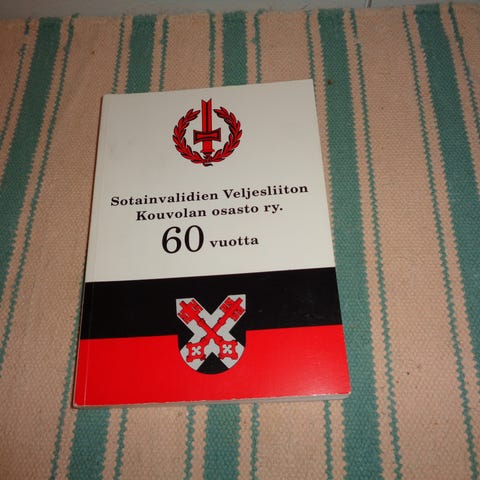 Sotainvalidien Veljesliiton
Kouvolan osasto ry.
60 vuotta